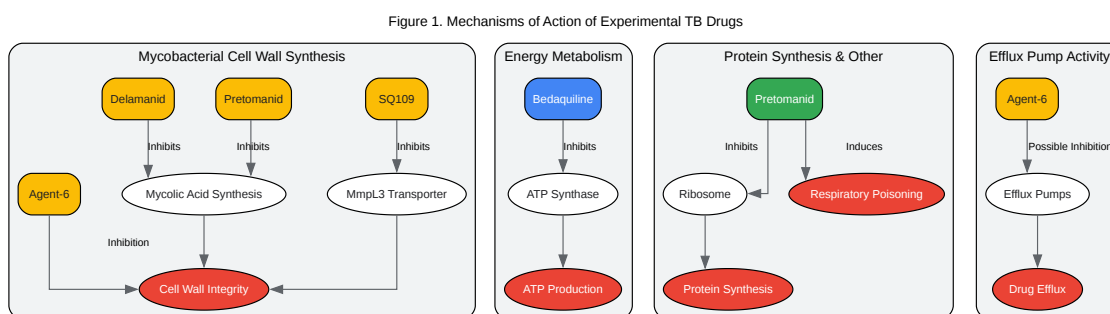 Figure 1. Mechanisms of Action of Experimental TB Drugs
Mycobacterial Cell Wall Synthesis
Delamanid
Pretomanid
SQ109
Inhibits
Inhibits
Inhibits
Agent-6
Mycolic Acid Synthesis
MmpL3 Transporter
Inhibition
Cell Wall Integrity
Energy Metabolism
Bedaquiline
Inhibits
ATP Synthase
ATP Production
Protein Synthesis & Other
Pretomanid
Inhibits
Induces
Ribosome
Respiratory Poisoning
Protein Synthesis
Efflux Pump Activity
Agent-6
Possible Inhibition
Efflux Pumps
Drug Efflux